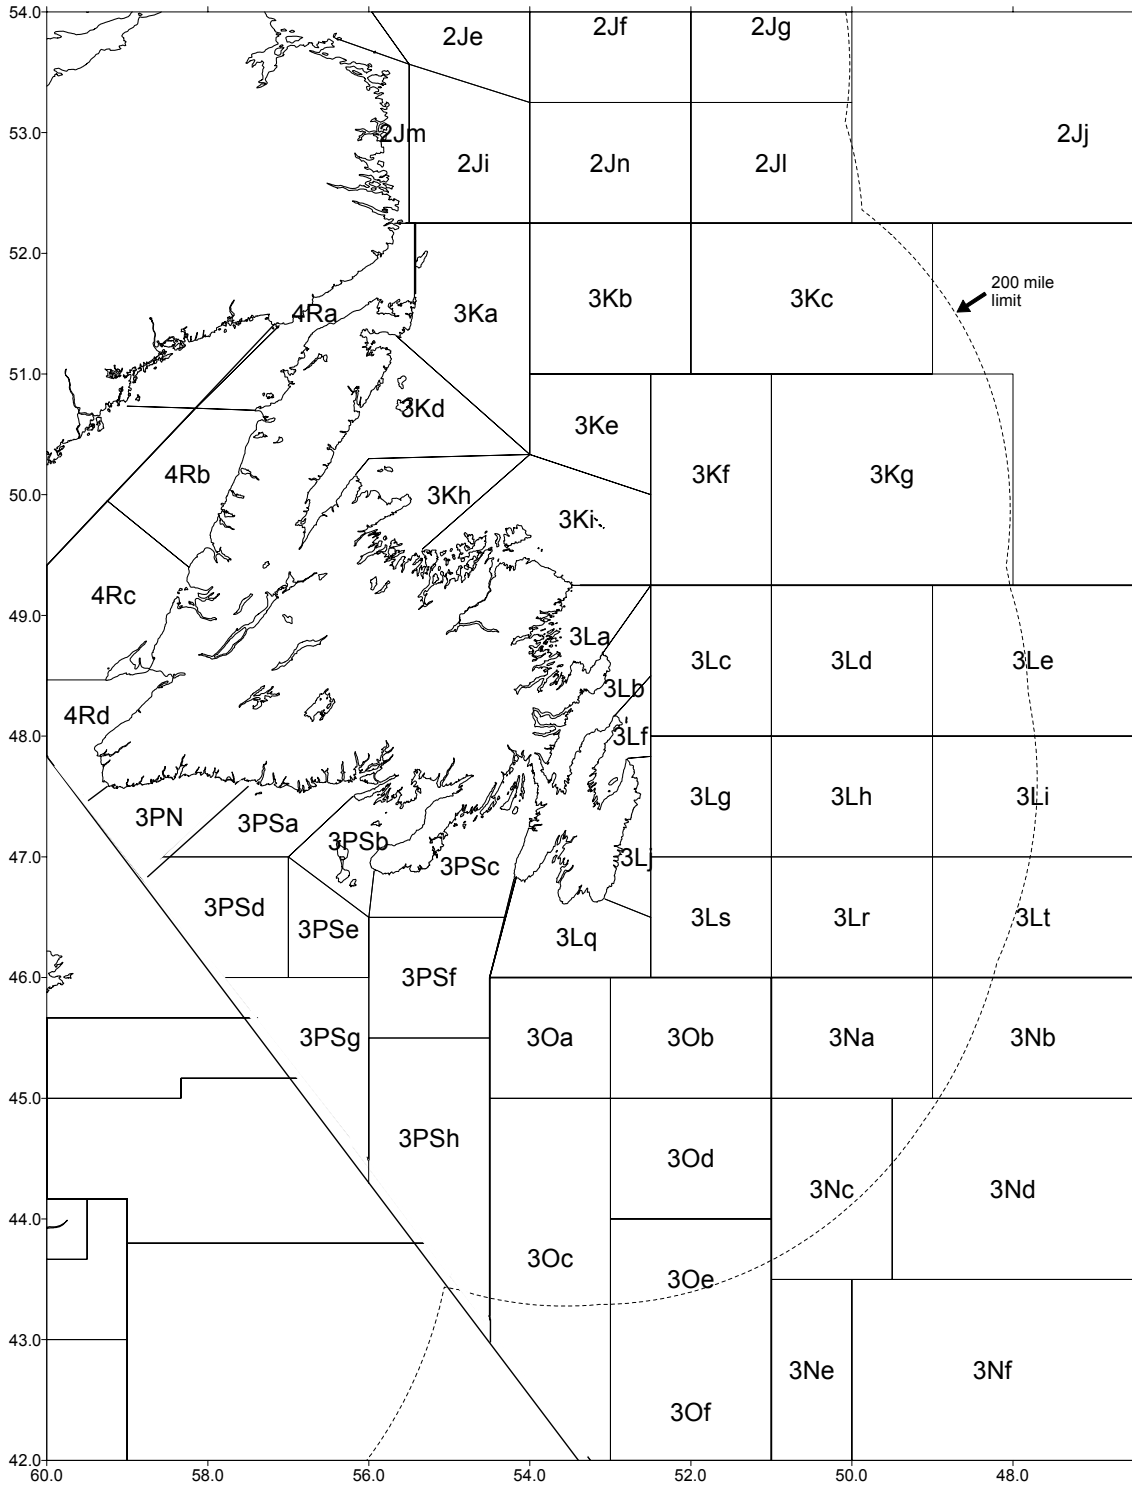 54.0
2Je
2Jf
2Jg
53.0
2Jm
2Ji
2Jn
2Jl
2Jj
52.0
4Ra
3Ka
3Kb
3Kc
200 mile
limit
51.0
3Kd
3Ke
4Rb
3Kf
3Kg
50.0
3Kh
3Ki
4Rc
49.0
3La
3Lb
3Lc
3Ld
3Le
4Rd
48.0
3Lf
3PN
3PSa
3PSb
3Lg
3Lh
3Li
47.0
3PSc
3Lj
3PSd
3PSe
3Lq
3Ls
3Lr
3Lt
46.0
3PSf
3PSg
3Oa
3Ob
3Na
3Nb
45.0
3PSh
3Od
3Nc
3Nd
44.0
3Oc
3Oe
43.0
3Ne
3Nf
3Of
42.0
60.0 58.0 56.0 54.0 52.0 50.0 48.0